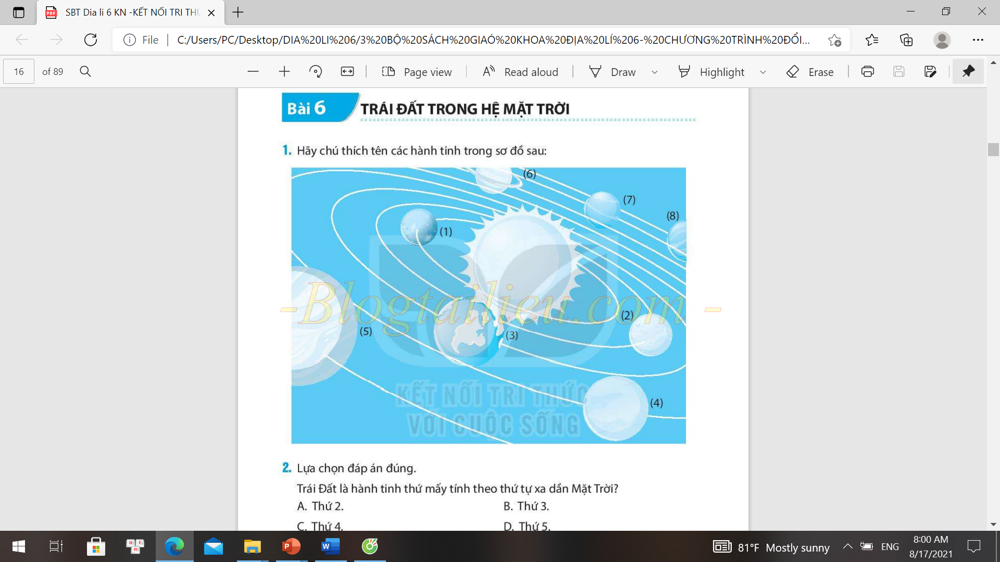 SBT Dia li 6 KN -KẾT NỐI TRI THỨ
File
C:/Users/PC/Desktop/DIA%20LI%206/3%20BỘ%20SÁCH%20GIAÓ%20KHOA%20ĐỊA%20LÍ%206-%20CHƯƠNG%20TRÌNH%20ĐỔI...
16 of 89
Page view
Read aloud
Draw
Highlight
Erase
Bài 6 TRÁI ĐẤT TRONG HỆ MẶT TRỜI
1. Hãy chú thích tên các hành tinh trong sơ đồ sau:
(6)
(7)
(8)
(1)
-Blogtailieu.com -
(2)
(5)
(3)
KẾT NỐI TRI THỨC
VỚI CUỘC SỐNG
(4)
2. Lựa chọn đáp án đúng.
Trái Đất là hành tinh thứ mấy tính theo thứ tự xa dần Mặt Trời?
A. Thứ 2. B. Thứ 3.
C. Thứ 4. D. Thứ 5.
81°F Mostly sunny
ENG
8:00 AM
8/17/2021